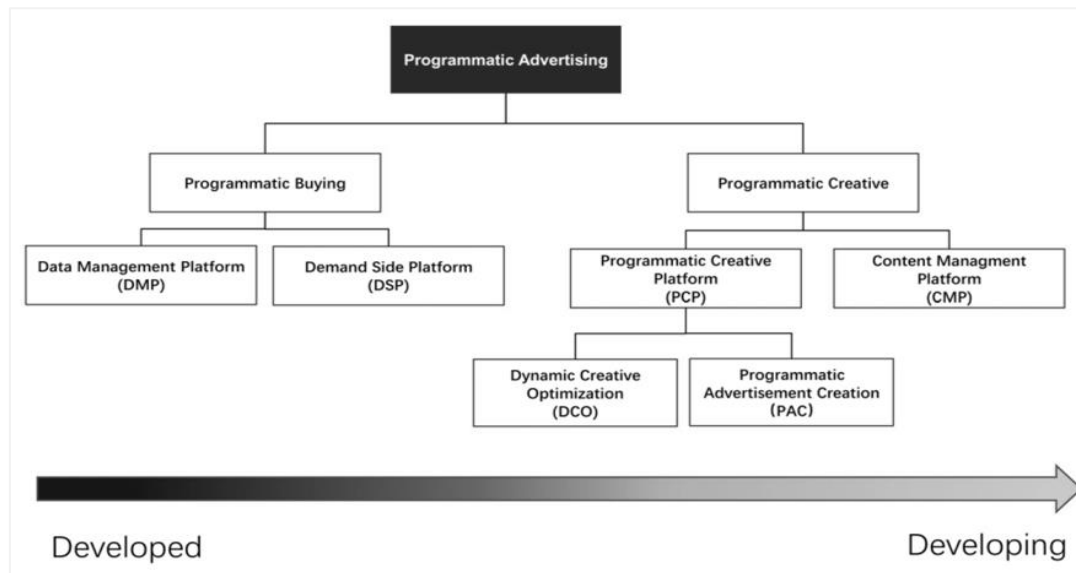 Programmatic Advertising
Programmatic Buying
Programmatic Creative
Data Management Platform
(DMP)
Demand Side Platform
(DSP)
Programmatic Creative
Platform
(PCP)
Content Managment
Platform
(CMP)
Dynamic Creative
Optimization
(DCO)
Programmatic
Advertisement Creation
(PAC)
Developed
Developing